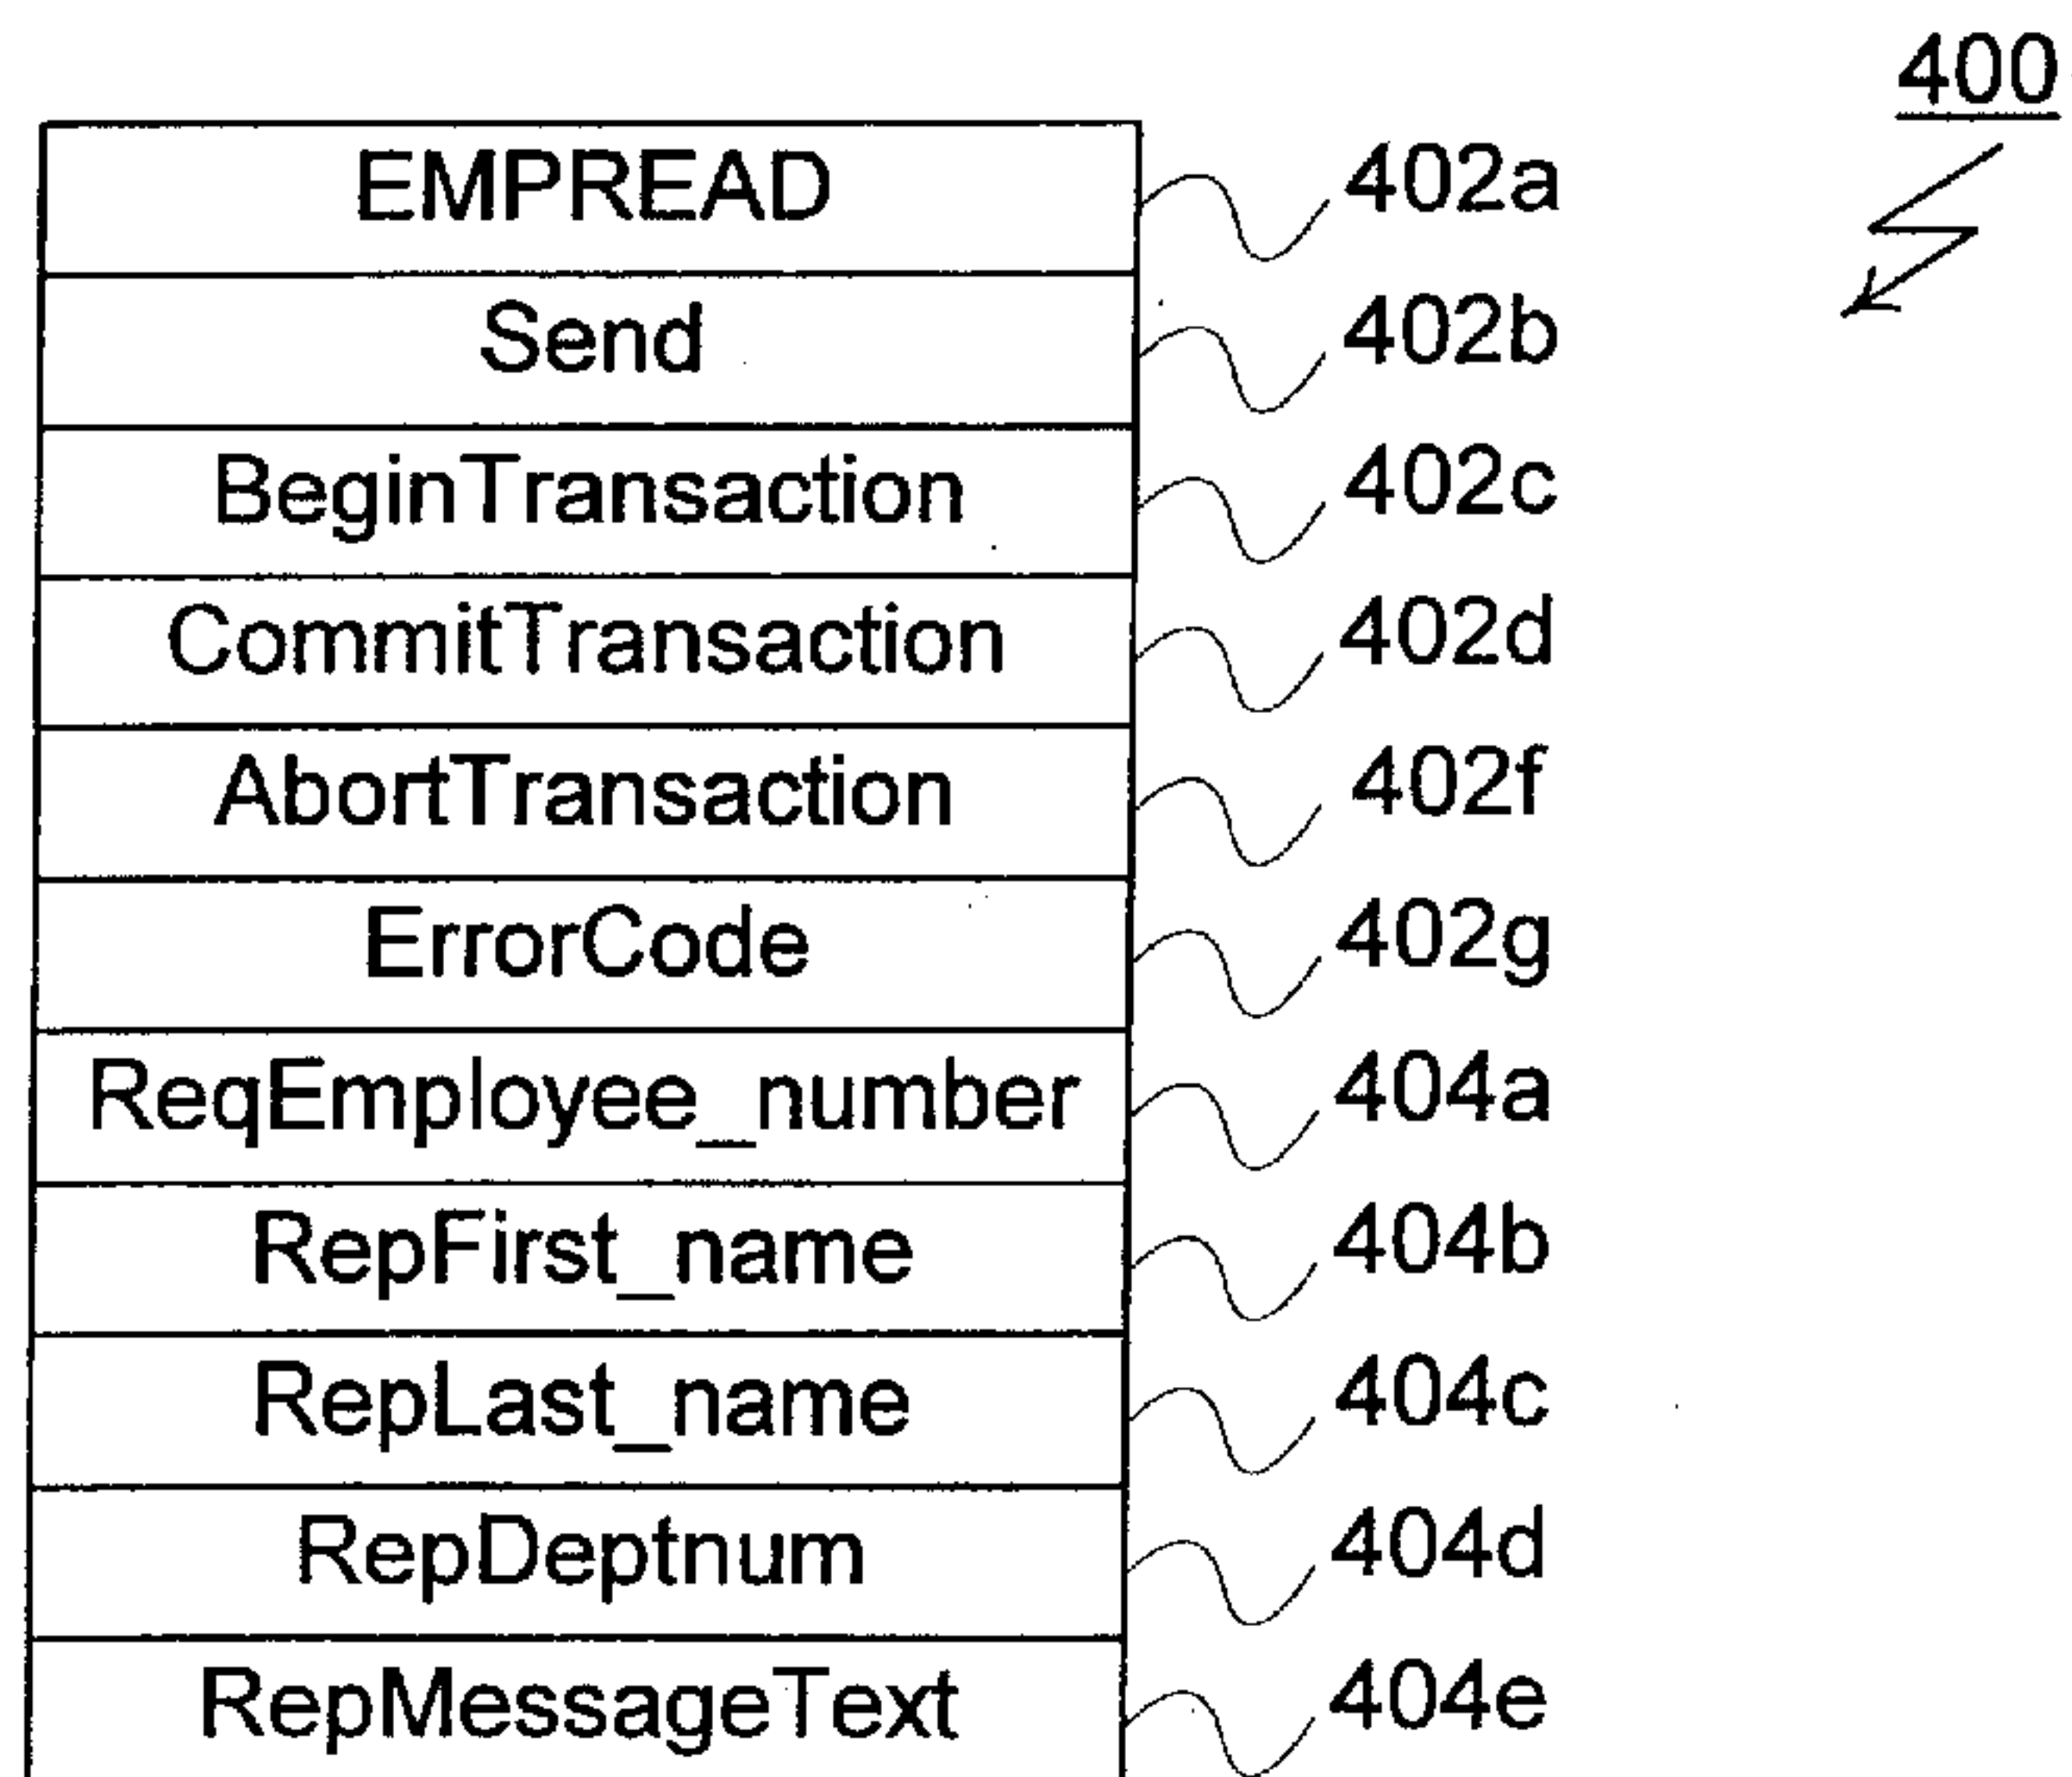 400
EMPREAD 402a
Send 402b
BeginTransaction 402c
CommitTransaction 402d
AbortTransaction 402f
ErrorCode 402g
ReqEmployee_number 404a
RepFirst_name 404b
RepLast_name 404c
RepDeptnum 404d
RepMessageText 404e